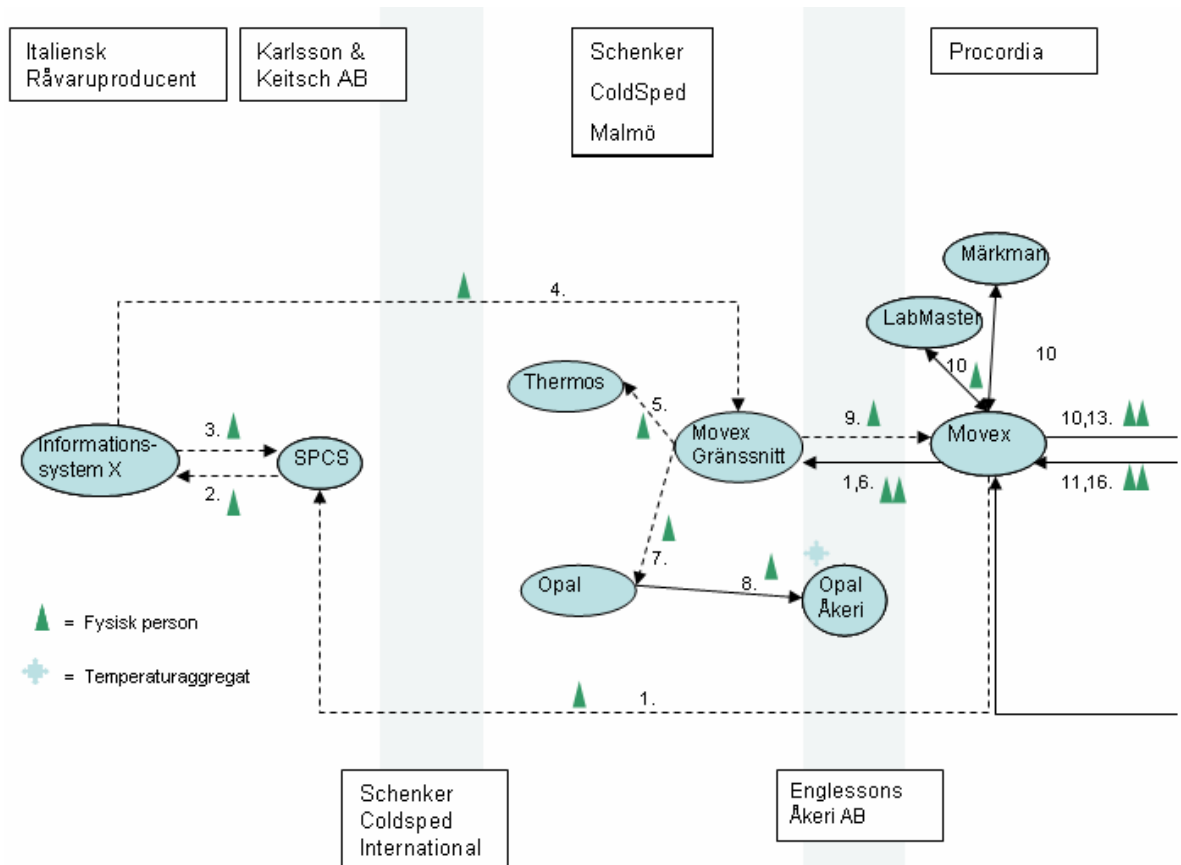 Italiensk
Råvaruproducent
Karlsson &
Keitsch AB
Schenker
ColdSped
Malmö
Procordia
Märkman
LabMaster
10
10
4.
Thermos
5.
3.
Informations-
system X
SPCS
2.
Movex
Gränssnitt
9.
Movex
10,13.
1,6.
11,16.
7.
Opal
8.
Opal
Åkeri
= Fysisk person
= Temperaturaggregat
1.
Schenker
Coldsped
International
Englessons
Åkeri AB